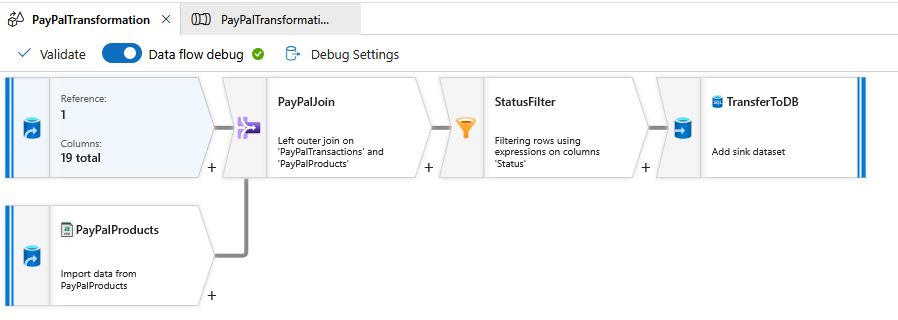 PayPalTransformation
PayPalTransformati...
Validate
Data flow debug
Debug Settings
Reference:
1
Columns:
19 total
+
PayPalJoin
Left outer join on
'PayPalTransactions' and
'PayPalProducts'
+
StatusFilter
Filtering rows using
expressions on columns
'Status'
+
SQL
TransferToDB
Add sink dataset
PayPalProducts
Import data from
PayPalProducts
+